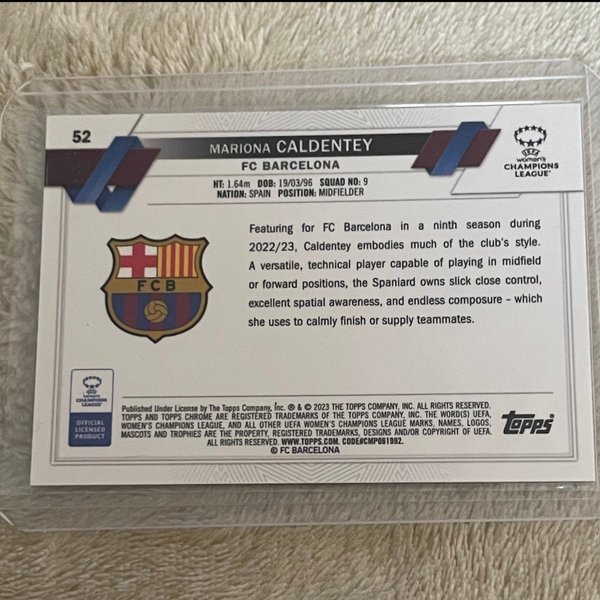 52
MARIONA CALDENTEY
FC BARCELONA
HT: 1.64m DOB: 19/03/96 SQUAD NO: 9
NATION: SPAIN POSITION: MIDFIELDER
UEFA
WOMEN'S
CHAMPIONS
LEAGUE
Featuring for FC Barcelona in a ninth season during
2022/23, Caldentey embodies much of the club's style.
A versatile, technical player capable of playing in midfield
or forward positions, the Spaniard owns slick close control,
excellent spatial awareness, and endless composure – which
she uses to calmly finish or supply teammates.
FCB
WOMEN'S
CHAMPIONS
LEAGUE
OFFICIAL
LICENSED
PRODUCT
Published Under License by The Topps Company, Inc. ® & © 2023 THE TOPPS COMPANY, INC. ALL RIGHTS RESERVED.
TOPPS AND TOPPS CHROME ARE REGISTERED TRADEMARKS OF THE TOPPS COMPANY, INC. THE WORD(S) UEFA,
WOMEN'S CHAMPIONS LEAGUE, AND ALL OTHER UEFA WOMEN'S CHAMPIONS LEAGUE MARKS, NAMES, LOGOS,
MASCOTS AND TROPHIES ARE THE PROPERTY, REGISTERED TRADEMARKS, DESIGNS AND/OR COPYRIGHT OF UEFA.
ALL RIGHTS RESERVED. WWW.TOPPS.COM. CODE#CMP061992.
© FC BARCELONA
Topps